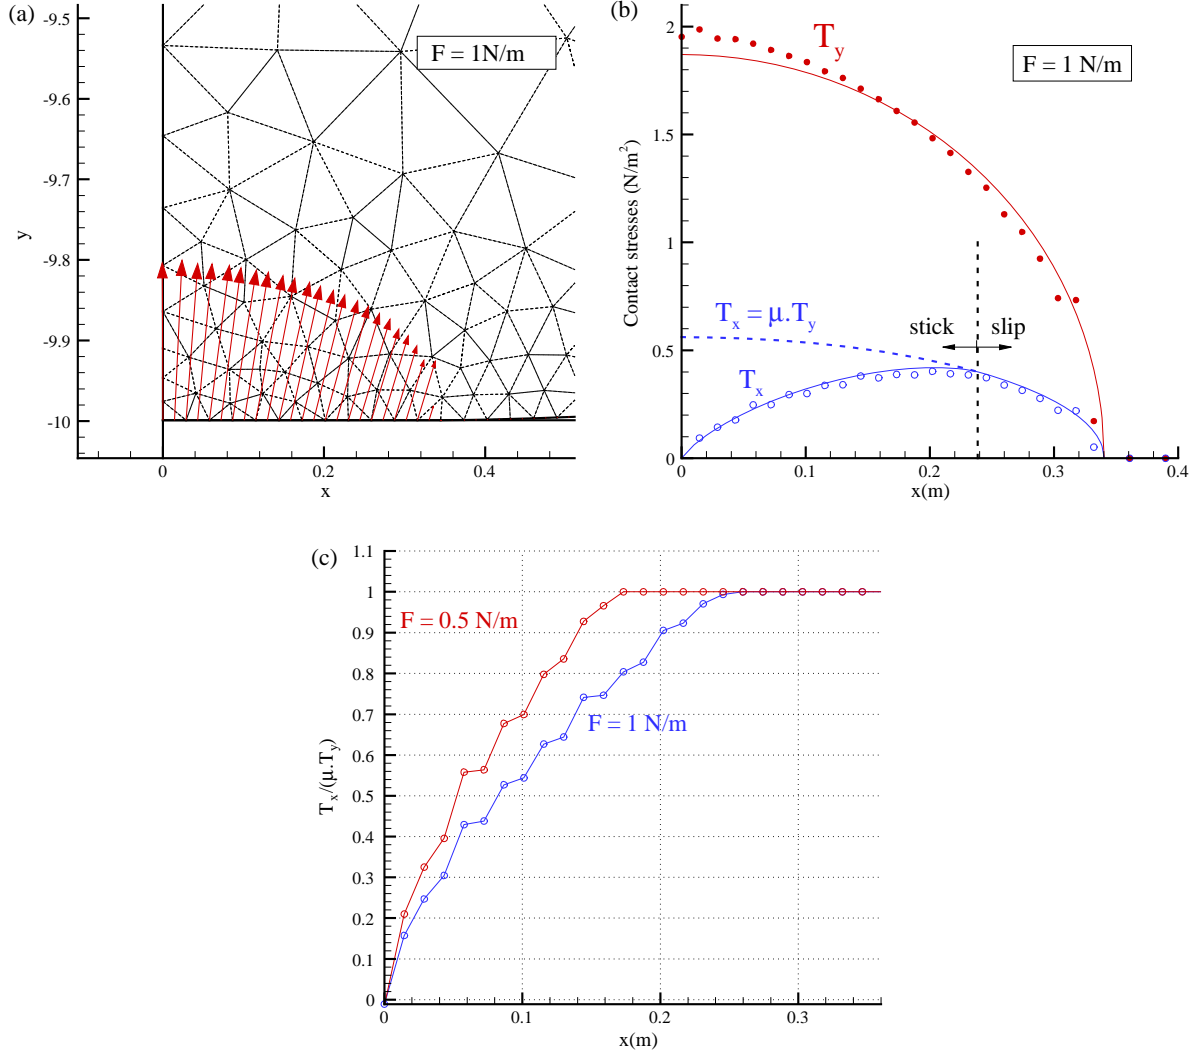 (a)
F = 1N/m
-9.5
-9.6
-9.7
y
-9.8
-9.9
-10
0
0.2
0.4
x
(b)
2
T_y
F = 1 N/m
1.5
Contact stresses (N/m²)
1
T_x = μ.T_y
stick
slip
0.5
T_x
0
0
0.1
0.2
0.3
0.4
x(m)
(c)
1.1
1
F = 0.5 N/m
0.9
0.8
0.7
F = 1 N/m
0.6
T_x/(μ.T_y)
0.5
0.4
0.3
0.2
0.1
0
0
0.1
0.2
0.3
x(m)